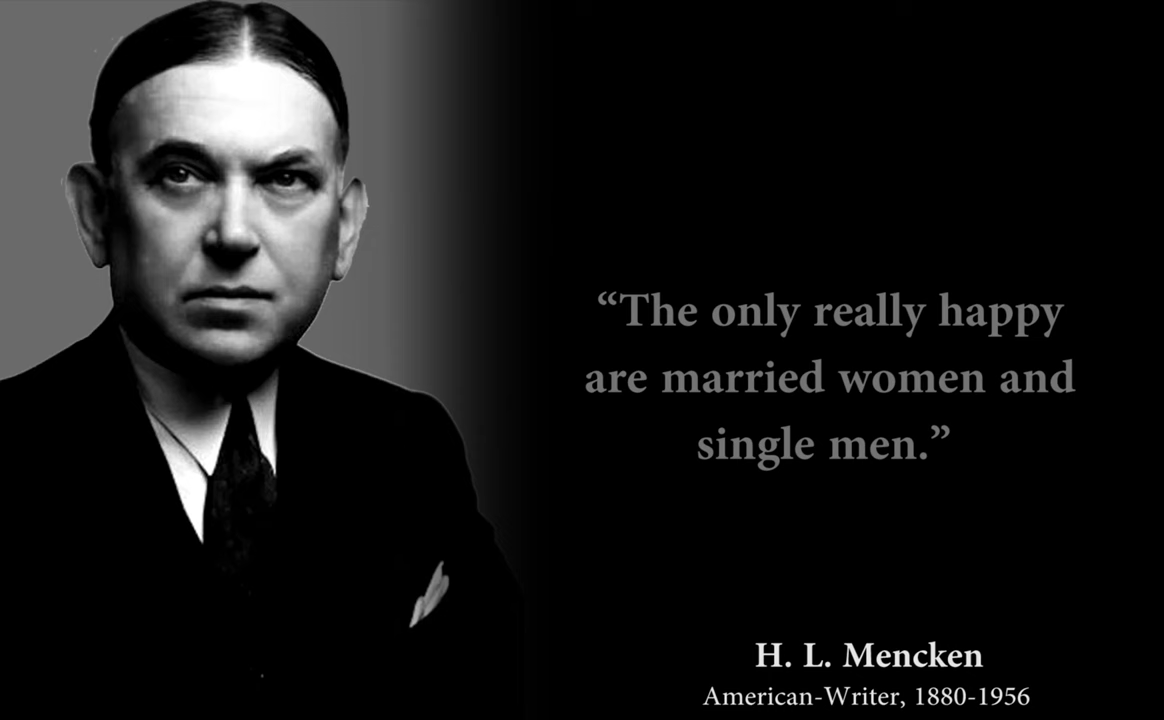 “The only really happy
are married women and
single men.”
H. L. Mencken
American-Writer, 1880-1956